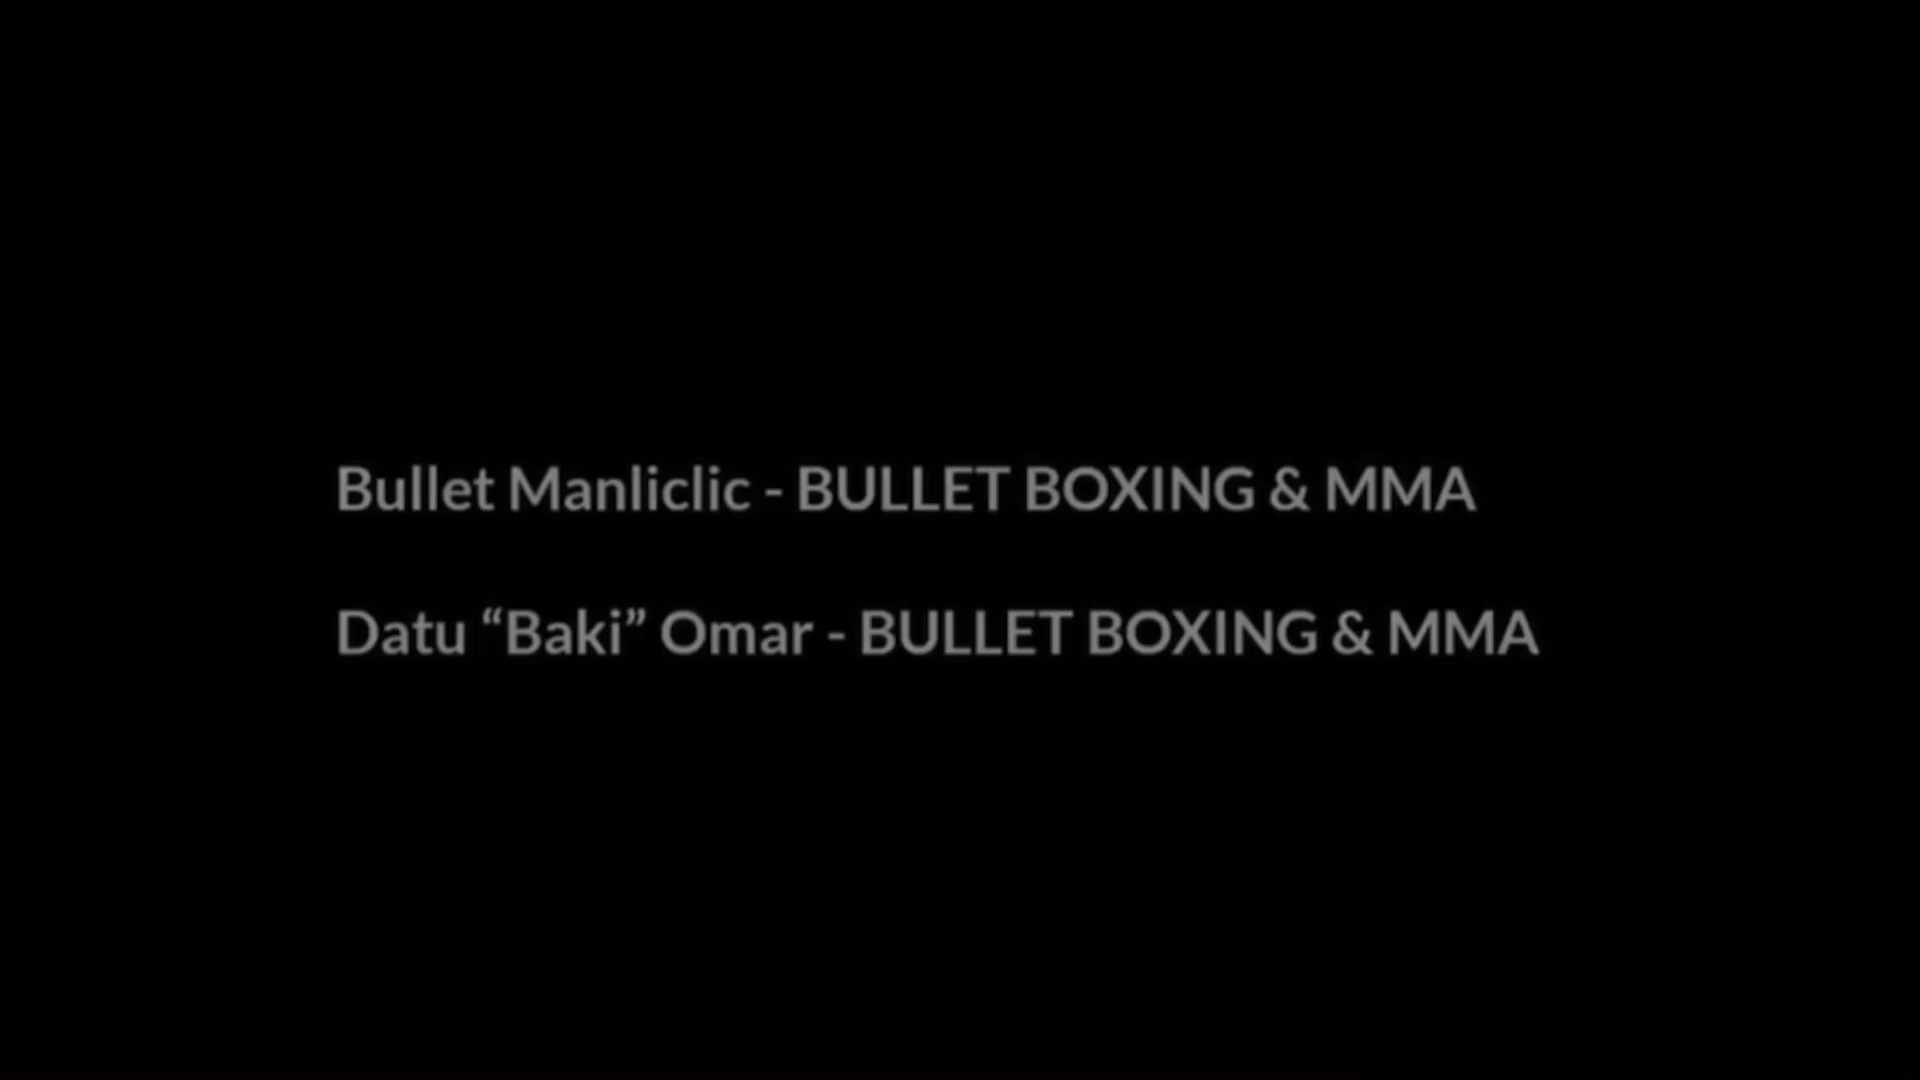 Bullet Manliclic - BULLET BOXING & MMA
Datu “Baki” Omar - BULLET BOXING & MMA